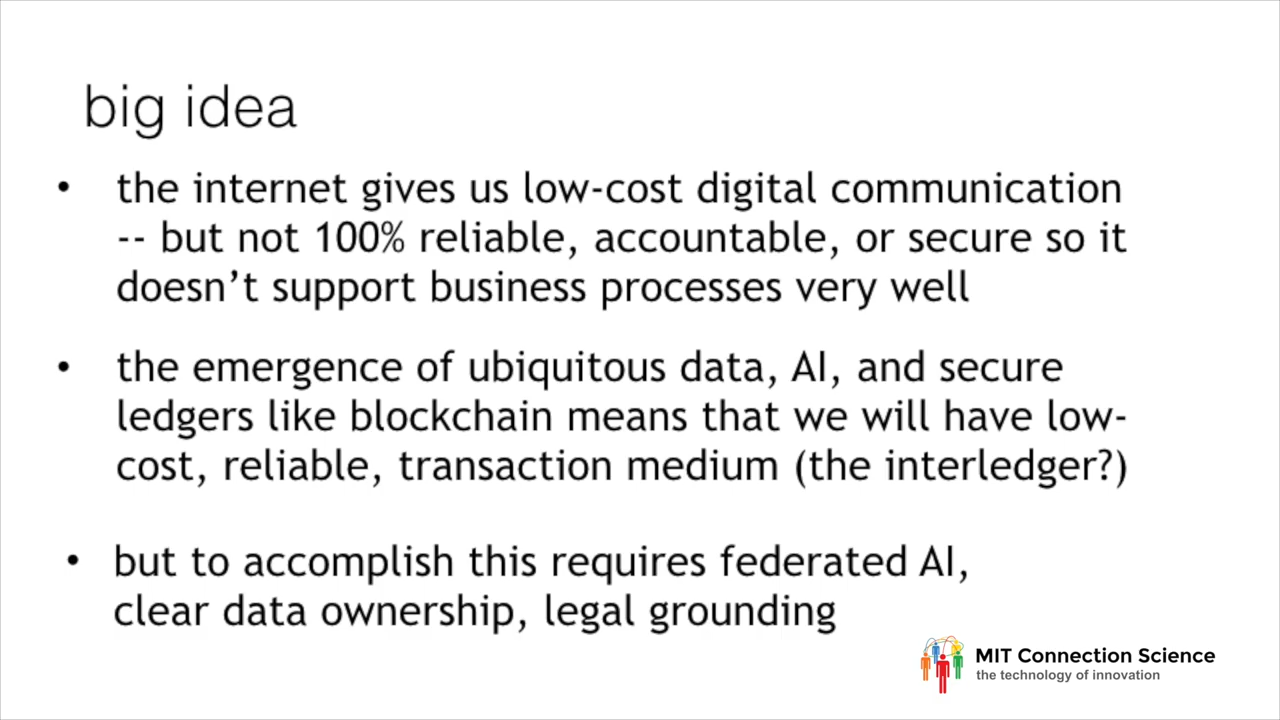 big idea
• the internet gives us low-cost digital communication
-- but not 100% reliable, accountable, or secure so it
doesn’t support business processes very well
• the emergence of ubiquitous data, AI, and secure
ledgers like blockchain means that we will have low-
cost, reliable, transaction medium (the interledger?)
• but to accomplish this requires federated AI,
clear data ownership, legal grounding
MIT Connection Science
the technology of innovation